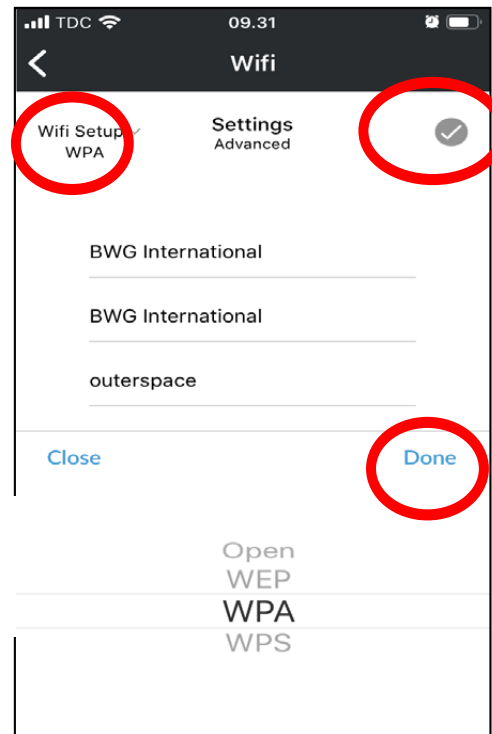 TDC 09.31
Wifi
Wifi Setup
WPA
Settings
Advanced
BWG International
BWG International
outerspace
Close Done
Open
WEP
WPA
WPS